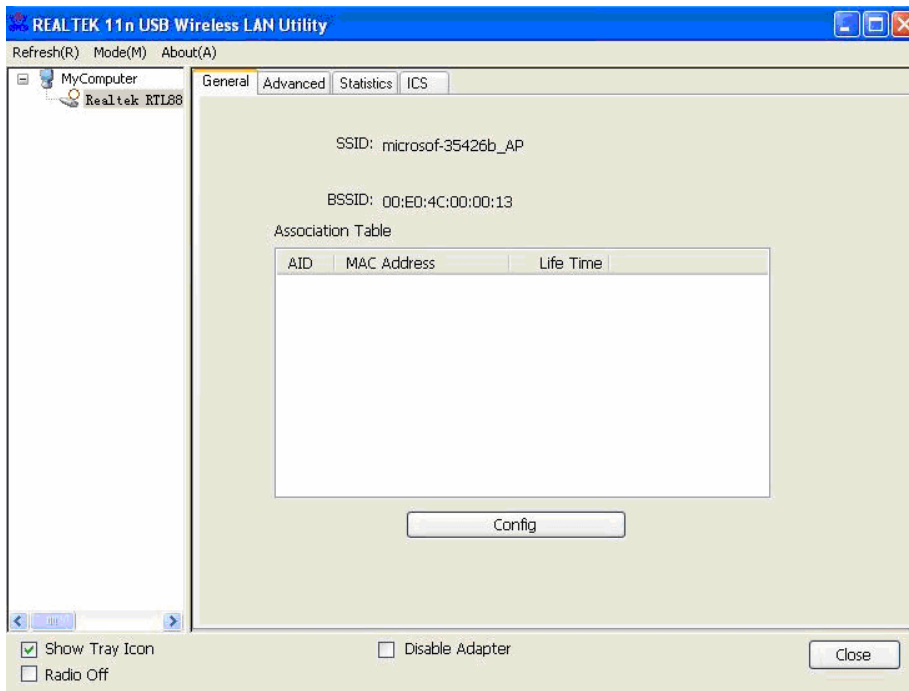 REALTEK 11n USB Wireless LAN Utility
Refresh(R) Mode(M) About(A)
MyComputer
Realtek RTL88
General Advanced Statistics ICS
SSID: microsof-35426b_AP
BSSID: 00:E0:4C:00:00:13
Association Table
AID MAC Address Life Time
Config
Show Tray Icon
Disable Adapter
Radio Off
Close